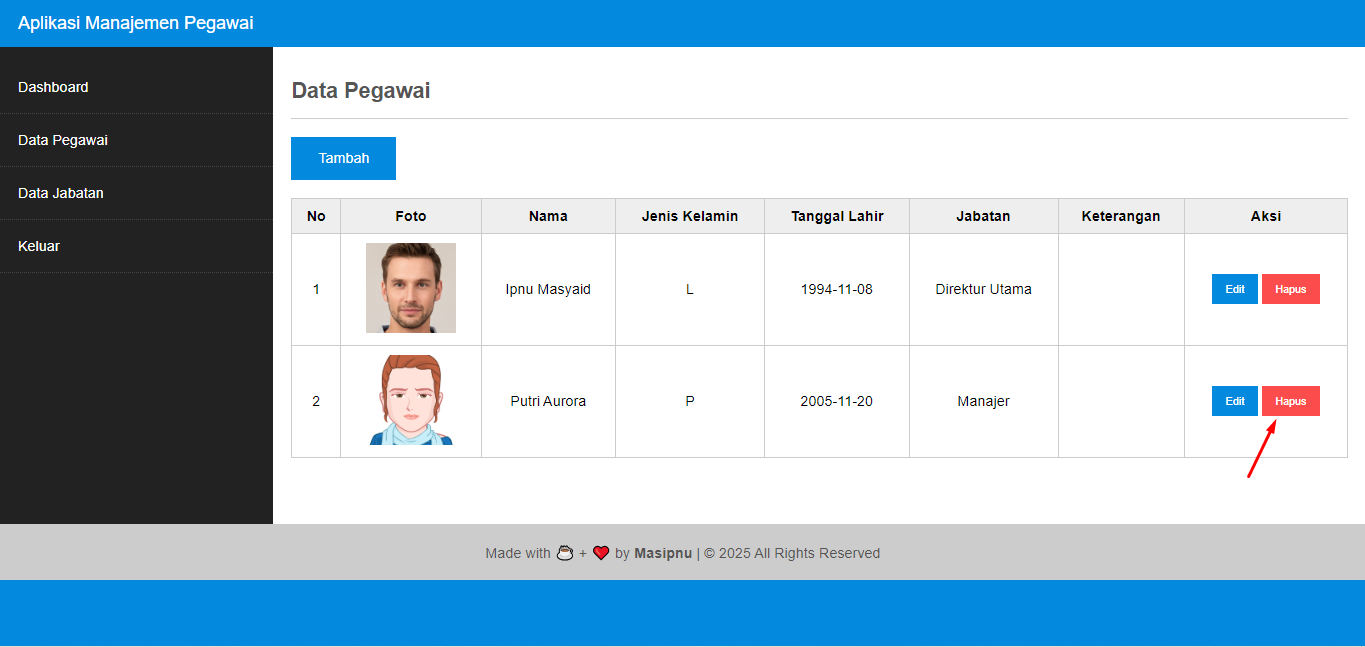 Aplikasi Manajemen Pegawai
Dashboard
Data Pegawai
Data Jabatan
Keluar
Data Pegawai
Tambah
No Foto Nama Jenis Kelamin Tanggal Lahir Jabatan Keterangan Aksi
1 Ipnu Masyaid L 1994-11-08 Direktur Utama Edit Hapus
2 Putri Aurora P 2005-11-20 Manajer Edit Hapus
Made with ☕ + ❤️ by Masipnu | © 2025 All Rights Reserved